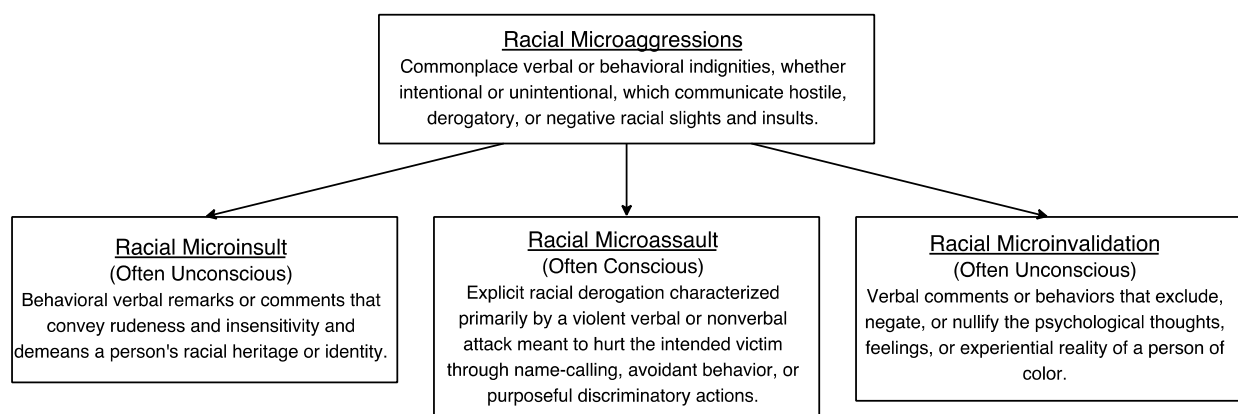 Racial Microaggressions
Commonplace verbal or behavioral indignities, whether
intentional or unintentional, which communicate hostile,
derogatory, or negative racial slights and insults.
Racial Microinsult
(Often Unconscious)
Behavioral verbal remarks or comments that
convey rudeness and insensitivity and
demeans a person's racial heritage or identity.
Racial Microassault
(Often Conscious)
Explicit racial derogation characterized
primarily by a violent verbal or nonverbal
attack meant to hurt the intended victim
through name-calling, avoidant behavior, or
purposeful discriminatory actions.
Racial Microinvalidation
(Often Unconscious)
Verbal comments or behaviors that exclude,
negate, or nullify the psychological thoughts,
feelings, or experiential reality of a person of
color.